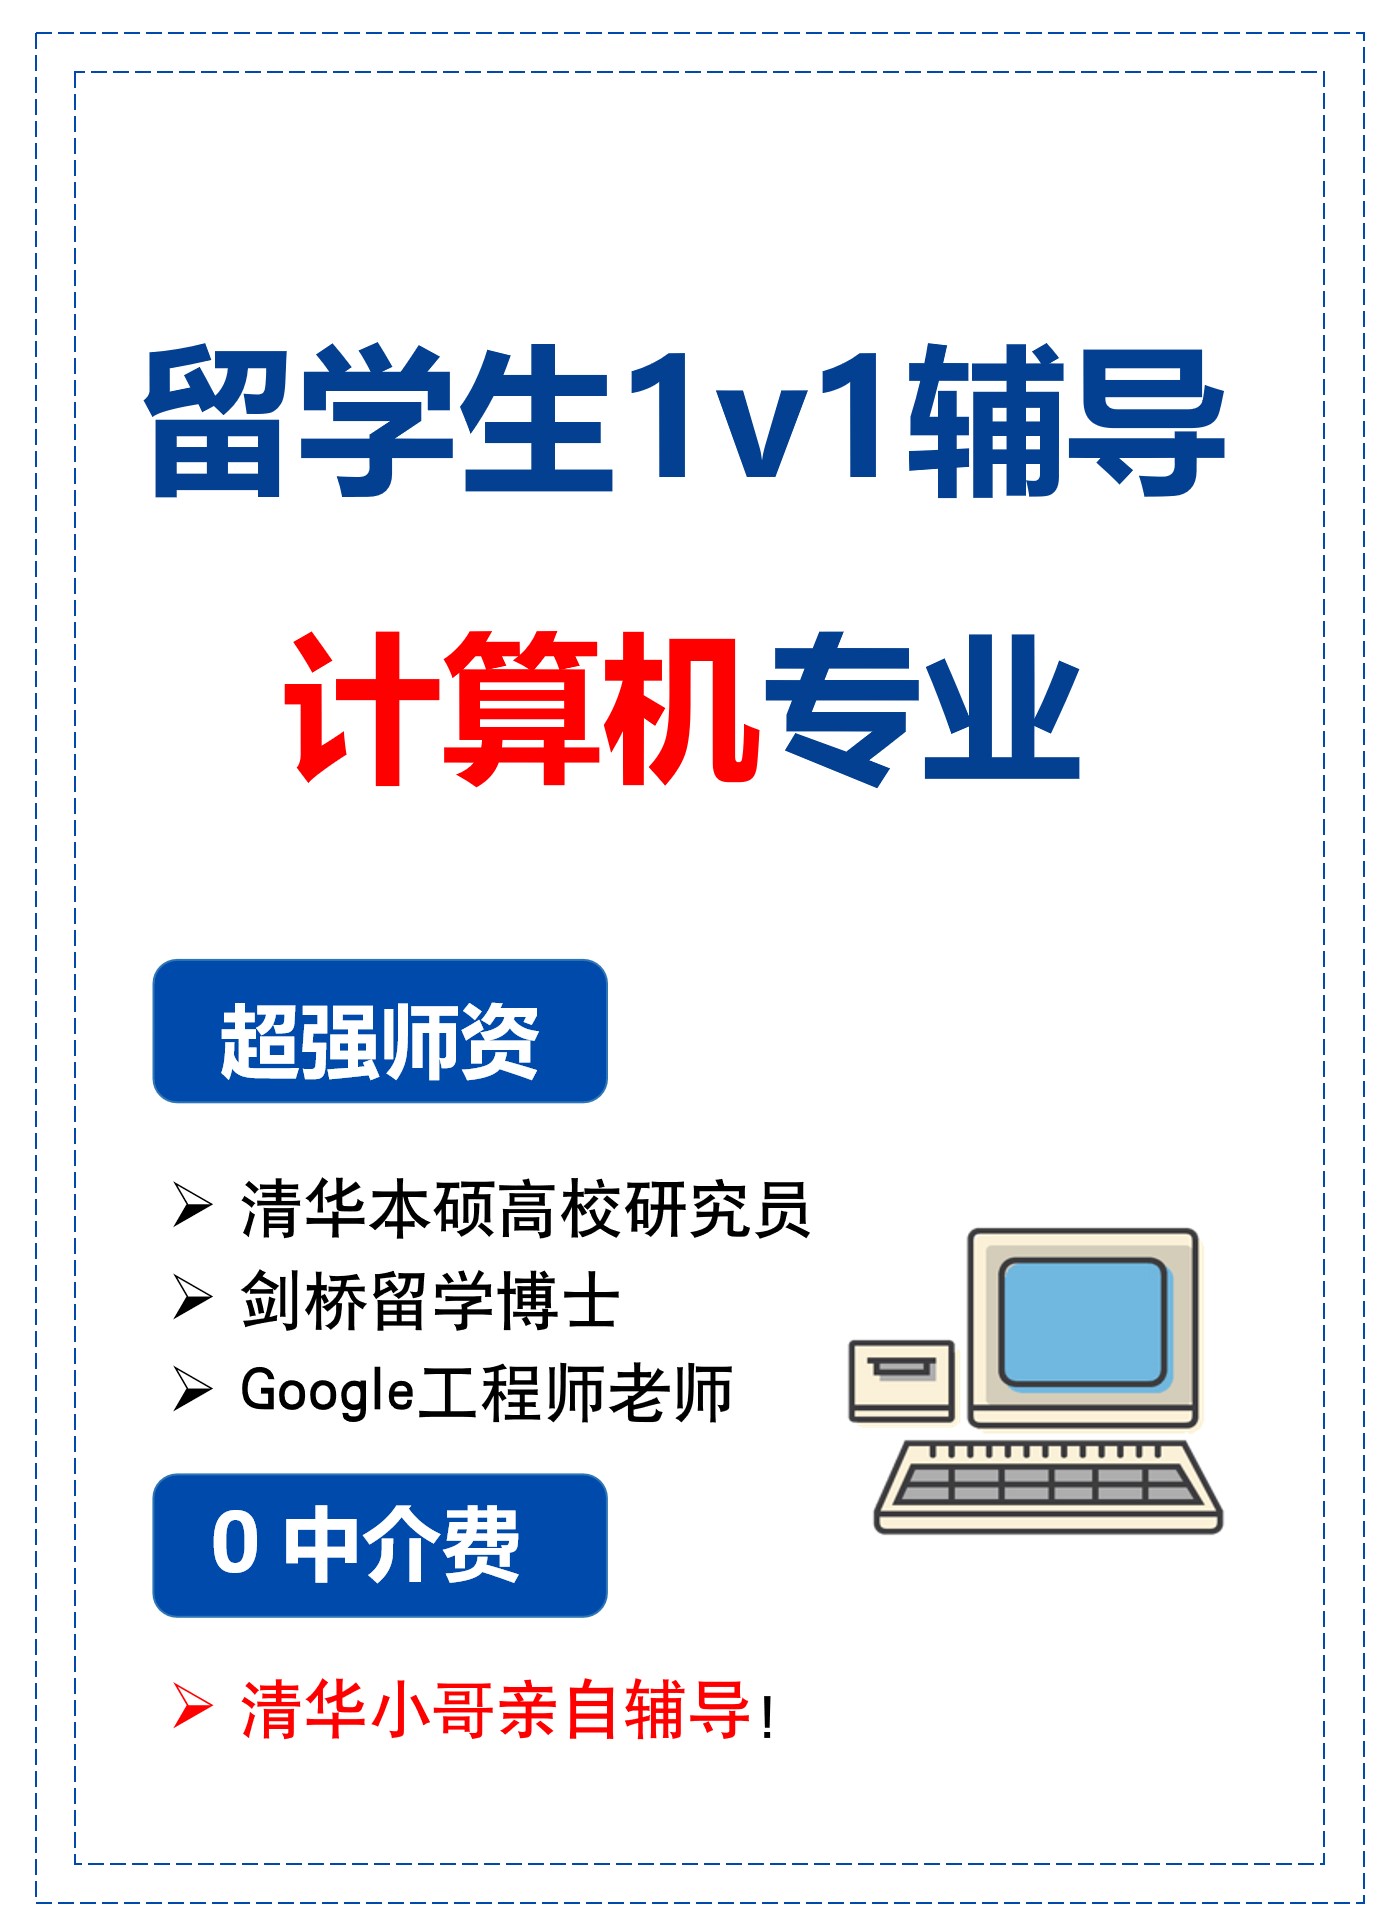 留学生1v1辅导
计算机专业
超强师资
清华本硕高校研究员
剑桥留学博士
Google工程师老师
0 中介费
清华小哥亲自辅导！